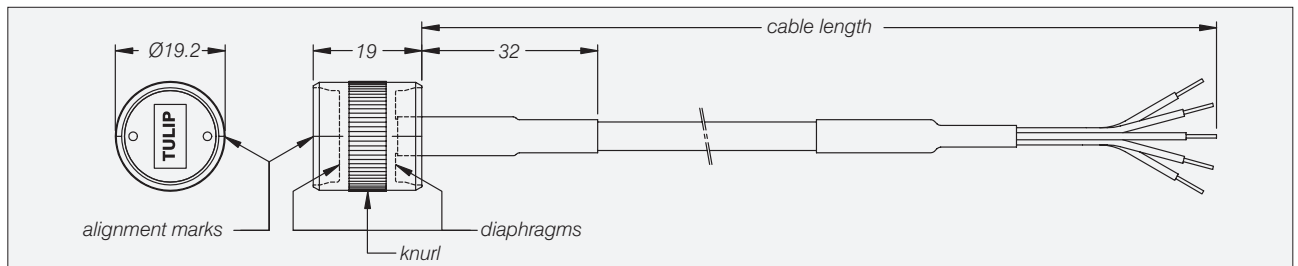 cable length
Ø19.2
19
32
TULIP
alignment marks
diaphragms
knurl